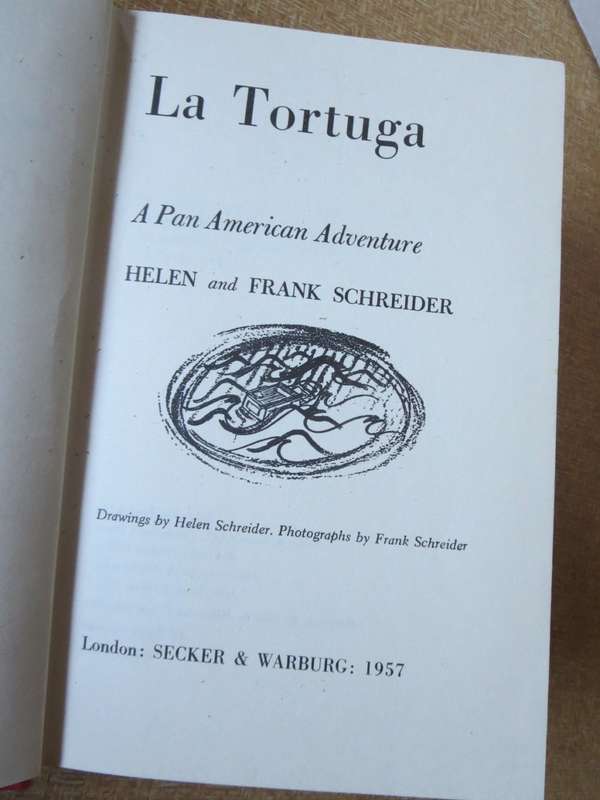 La Tortuga
A Pan American Adventure
HELEN and FRANK SCHREIDER
Drawings by Helen Schreider. Photographs by Frank Schreider
London: SECKER & WARBURG: 1957